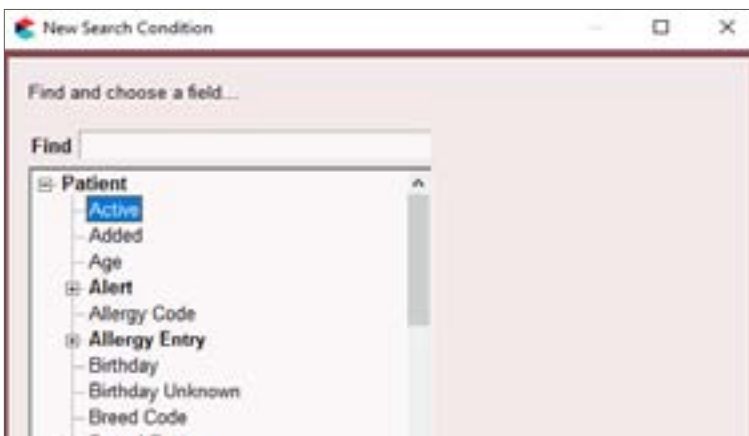 New Search Condition
Find and choose a field...
Find
Patient
Active
Added
Age
Alert
Allergy Code
Allergy Entry
Birthday
Birthday Unknown
Breed Code